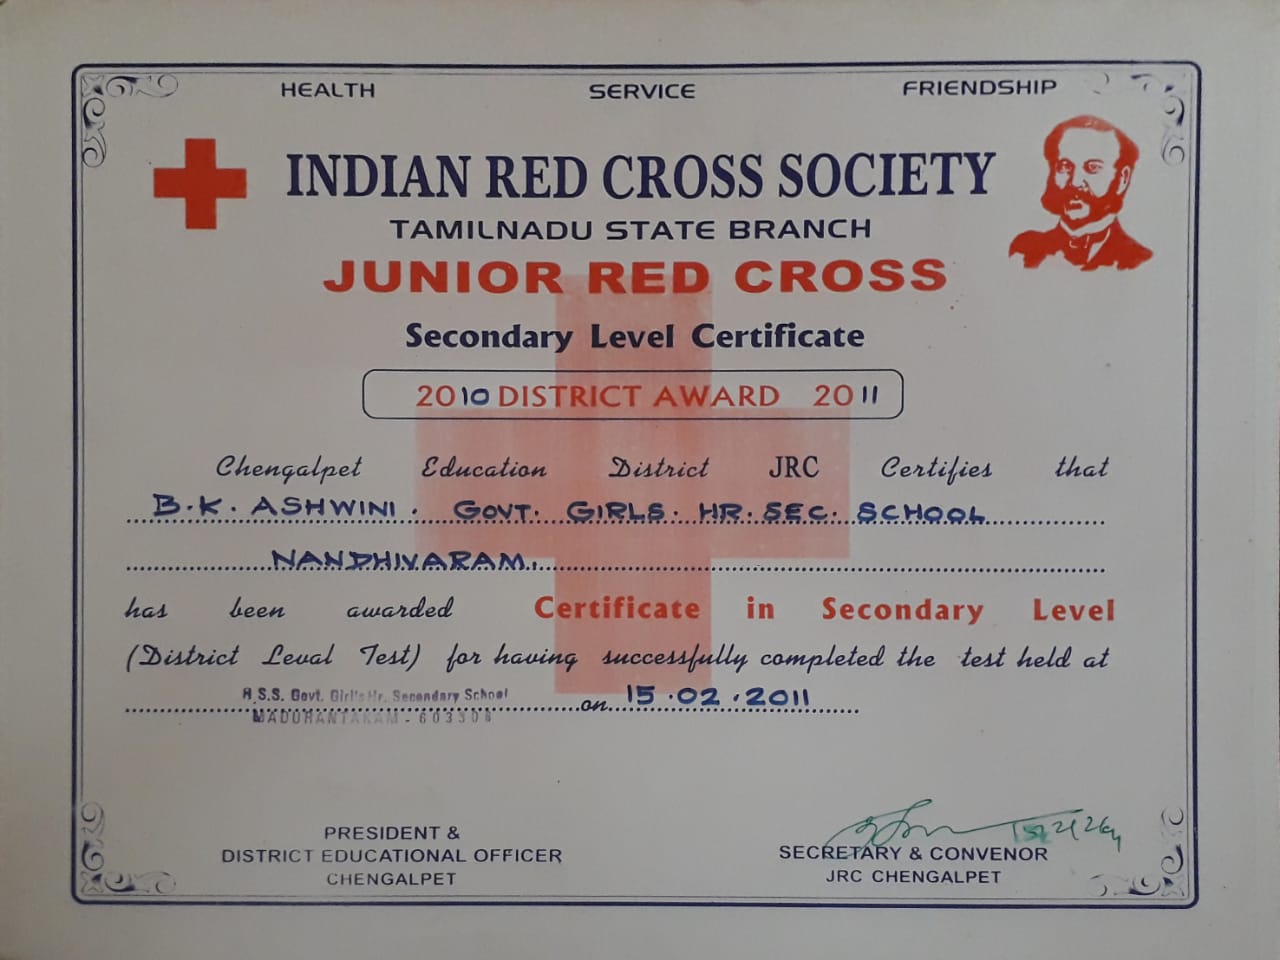 HEALTH SERVICE FRIENDSHIP
INDIAN RED CROSS SOCIETY
TAMILNADU STATE BRANCH
JUNIOR RED CROSS
Secondary Level Certificate
2010 DISTRICT AWARD 2011
Chengalpet Education District JRC Certifies that
B.K. ASHWINI. GOVT. GIRLS. HR. SEC. SCHOOL
NANDHIVARAM.
has been awarded Certificate in Secondary Level
(District Leval Test) for having successfully completed the test held at
R.S.S. Govt. Girl's Hr. Secondary School
MADURANTAKAM - 603306
on 15.02.2011
PRESIDENT &
DISTRICT EDUCATIONAL OFFICER
CHENGALPET
SECRETARY & CONVENOR
JRC CHENGALPET